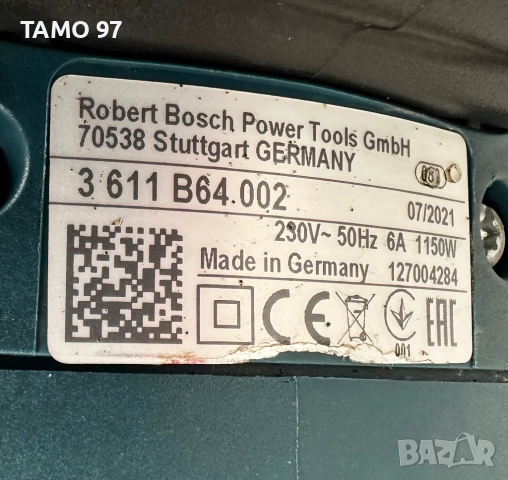 TAMO 97
Robert Bosch Power Tools GmbH
70538 Stuttgart GERMANY
3 611 B64.002
07/2021
230V~ 50Hz 6A 1150W
Made in Germany 127004284
CE
EAC
001
BAZAR